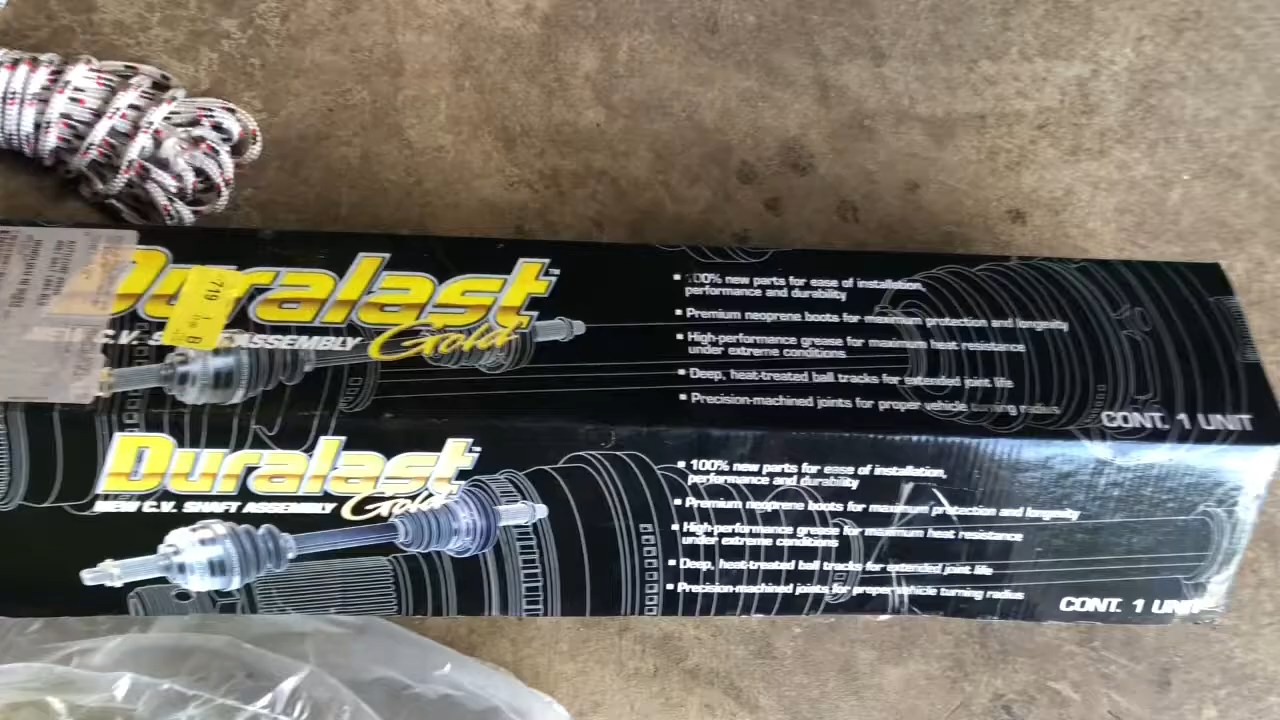 Duralast™
NEW C.V. S ASSEMBLY
Gold
719
8
100% new parts for ease of installation,
performance and durability
Premium neoprene boots for maximum protection and longevity
High-performance grease for maximum heat resistance
under extreme conditions
Deep, heat-treated ball tracks for extended joint life
Precision-machined joints for proper vehicle turning radius
CONT. 1 UNIT
Duralast
NEW C.V. SHAFT ASSEMBLY
Gold
100% new parts for ease of installation,
performance and durability
Premium neoprene boots for maximum protection and longevity
High-performance grease for maximum heat resistance
under extreme conditions
Deep, heat-treated ball tracks for extended joint life
Precision-machined joints for proper vehicle turning radius
CONT. 1 UNIT